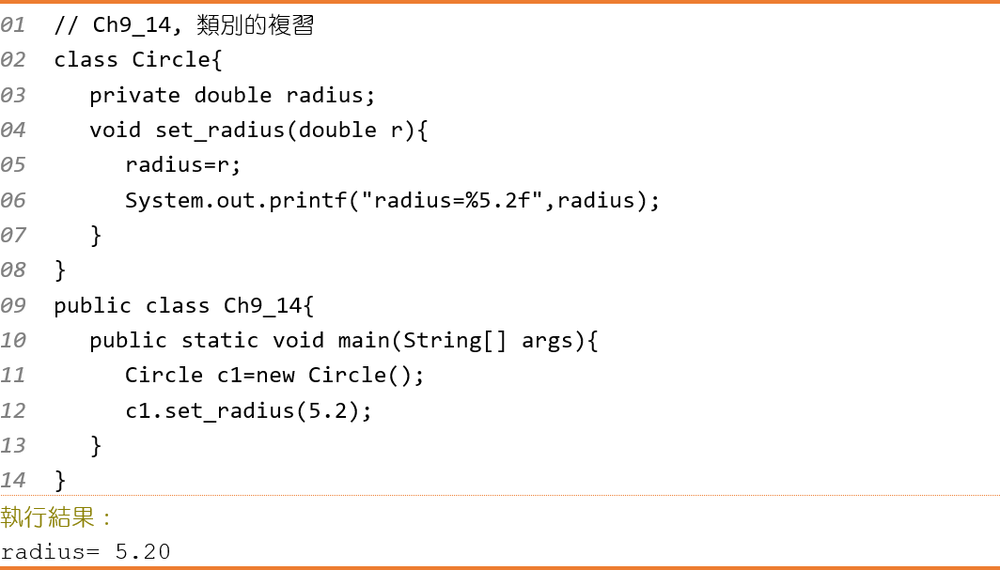 01 // Ch9_14, 類別的複習
02 class Circle{
03 private double radius;
04 void set_radius(double r){
05 radius=r;
06 System.out.printf("radius=%5.2f",radius);
07 }
08 }
09 public class Ch9_14{
10 public static void main(String[] args){
11 Circle c1=new Circle();
12 c1.set_radius(5.2);
13 }
14 }
執行結果：
radius= 5.20